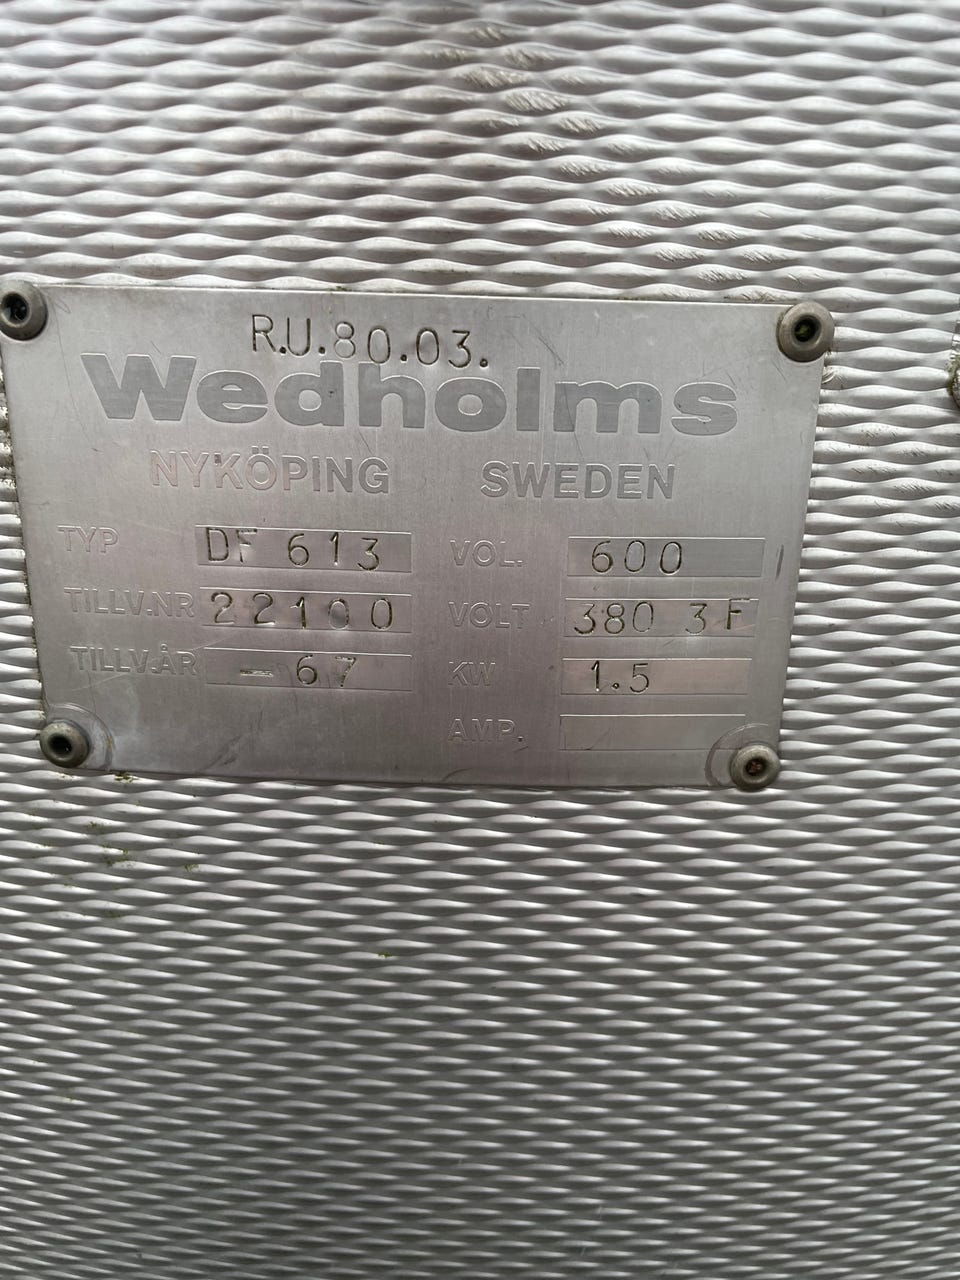 R.U.80.03.
Wedholms
NYKÖPING SWEDEN
TYP DF 613 VOL. 600
TILLV.NR 22100 VOLT 380 3F
TILLV.ÅR - 67 KW 1.5
AMP.